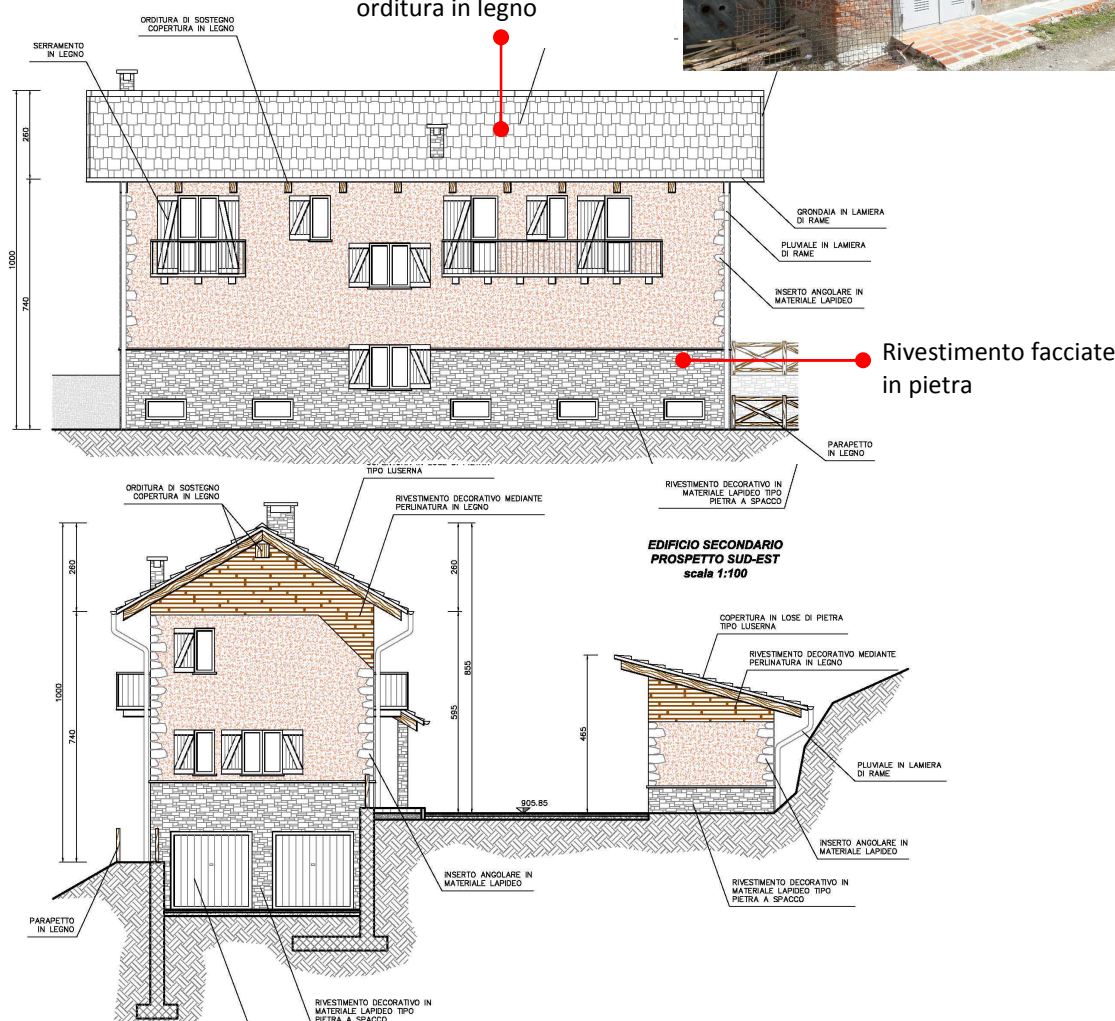 orditura in legno
ORDITURA DI SOSTEGNO
COPERTURA IN LEGNO
SERRAMENTO
IN LEGNO
260
1000
740
GRONDAIA IN LAMIERA
DI RAME
PLUVIALE IN LAMIERA
DI RAME
INSERTO ANGOLARE IN
MATERIALE LAPIDEO
Rivestimento facciate
in pietra
PARAPETTO
IN LEGNO
RIVESTIMENTO DECORATIVO IN
MATERIALE LAPIDEO TIPO
PIETRA A SPACCO
TIPO LUSERNA
ORDITURA DI SOSTEGNO
COPERTURA IN LEGNO
RIVESTIMENTO DECORATIVO MEDIANTE
PERLINATURA IN LEGNO
260
1000
740
260
595
855
EDIFICIO SECONDARIO
PROSPETTO SUD-EST
scala 1:100
COPERTURA IN LOSE DI PIETRA
TIPO LUSERNA
RIVESTIMENTO DECORATIVO MEDIANTE
PERLINATURA IN LEGNO
465
905.85
PLUVIALE IN LAMIERA
DI RAME
INSERTO ANGOLARE IN
MATERIALE LAPIDEO
INSERTO ANGOLARE IN
MATERIALE LAPIDEO
RIVESTIMENTO DECORATIVO IN
MATERIALE LAPIDEO TIPO
PIETRA A SPACCO
PARAPETTO
IN LEGNO
RIVESTIMENTO DECORATIVO IN
MATERIALE LAPIDEO TIPO
PIETRA A SPACCO